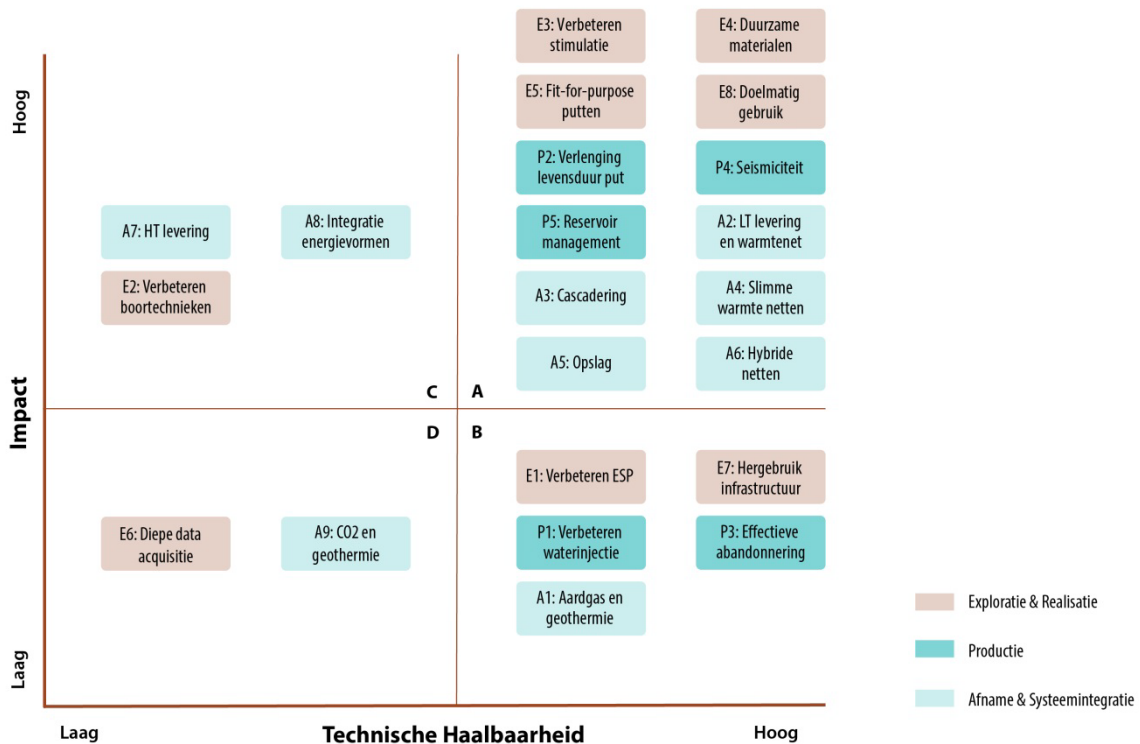 E3: Verbeteren
stimulatie
E4: Duurzame
materialen
Hoog
E5: Fit-for-purpose
putten
E8: Doelmatig
gebruik
P2: Verlenging
levensduur put
P4: Seismiciteit
A7: HT levering
A8: Integratie
energievormen
P5: Reservoir
management
A2: LT levering
en warmtenet
E2: Verbeteren
boortechnieken
A3: Cascadering
A4: Slimme
warmte netten
A5: Opslag
A6: Hybride
netten
C
A
Impact
D
B
E1: Verbeteren ESP
E7: Hergebruik
infrastructuur
E6: Diepe data
acquisitie
A9: CO2 en
geothermie
P1: Verbeteren
waterinjectie
P3: Effectieve
abandonnering
A1: Aardgas en
geothermie
Laag
Laag
Technische Haalbaarheid
Hoog
Exploratie & Realisatie
Productie
Afname & Systeemintegratie